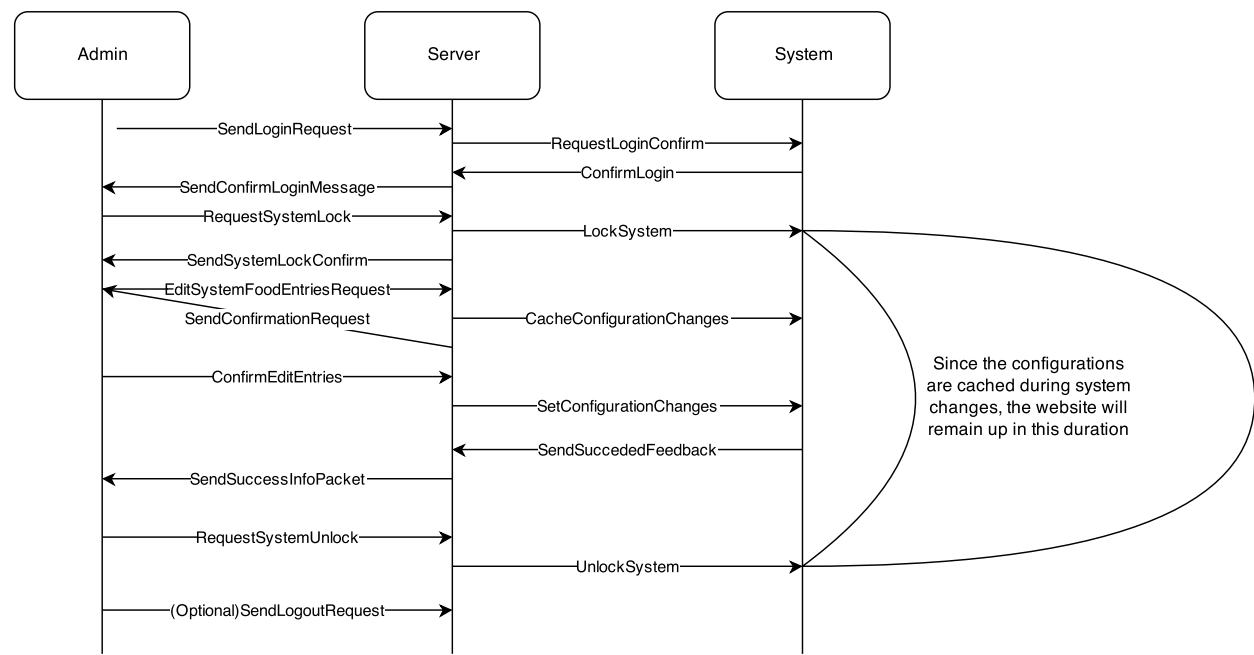 Admin
Server
System
SendLoginRequest
RequestLoginConfirm
ConfirmLogin
SendConfirmLoginMessage
RequestSystemLock
LockSystem
SendSystemLockConfirm
EditSystemFoodEntriesRequest
SendConfirmationRequest
CacheConfigurationChanges
Since the configurations
are cached during system
changes, the website will
remain up in this duration
ConfirmEditEntries
SetConfigurationChanges
SendSuccededFeedback
SendSuccessInfoPacket
RequestSystemUnlock
UnlockSystem
(Optional)SendLogoutRequest